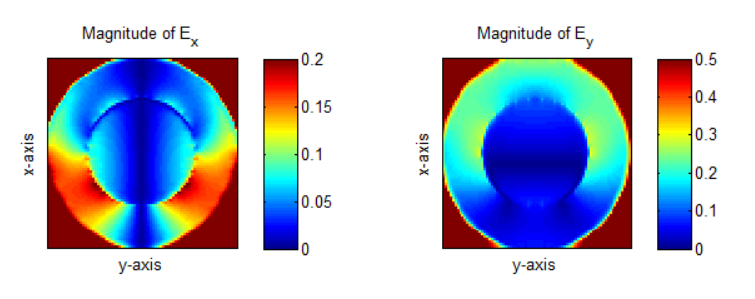 Magnitude of Ex
0.2
0.15
0.1
0.05
0
x-axis
y-axis
Magnitude of Ey
0.5
0.4
0.3
0.2
0.1
0
x-axis
y-axis